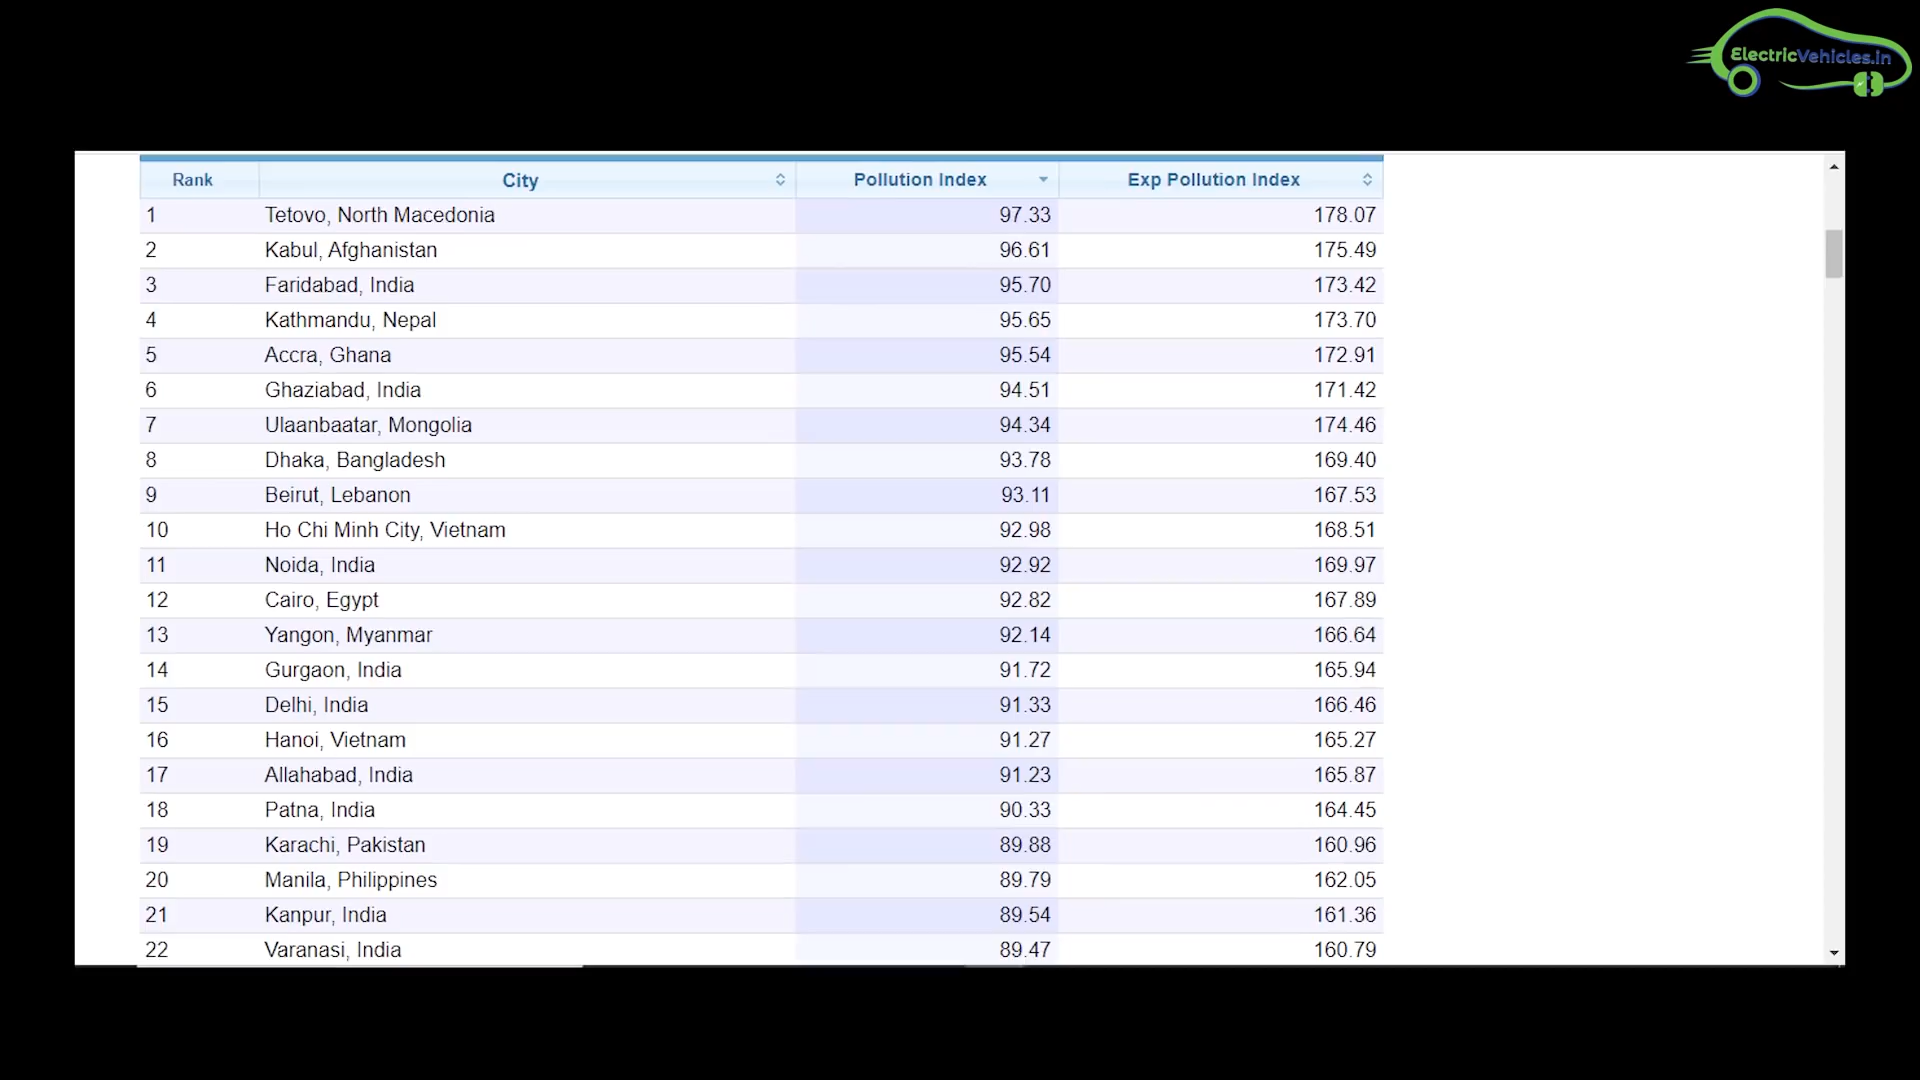 ElectricVehicles.in
Rank City Pollution Index Exp Pollution Index
1 Tetovo, North Macedonia 97.33 178.07
2 Kabul, Afghanistan 96.61 175.49
3 Faridabad, India 95.70 173.42
4 Kathmandu, Nepal 95.65 173.70
5 Accra, Ghana 95.54 172.91
6 Ghaziabad, India 94.51 171.42
7 Ulaanbaatar, Mongolia 94.34 174.46
8 Dhaka, Bangladesh 93.78 169.40
9 Beirut, Lebanon 93.11 167.53
10 Ho Chi Minh City, Vietnam 92.98 168.51
11 Noida, India 92.92 169.97
12 Cairo, Egypt 92.82 167.89
13 Yangon, Myanmar 92.14 166.64
14 Gurgaon, India 91.72 165.94
15 Delhi, India 91.33 166.46
16 Hanoi, Vietnam 91.27 165.27
17 Allahabad, India 91.23 165.87
18 Patna, India 90.33 164.45
19 Karachi, Pakistan 89.88 160.96
20 Manila, Philippines 89.79 162.05
21 Kanpur, India 89.54 161.36
22 Varanasi, India 89.47 160.79